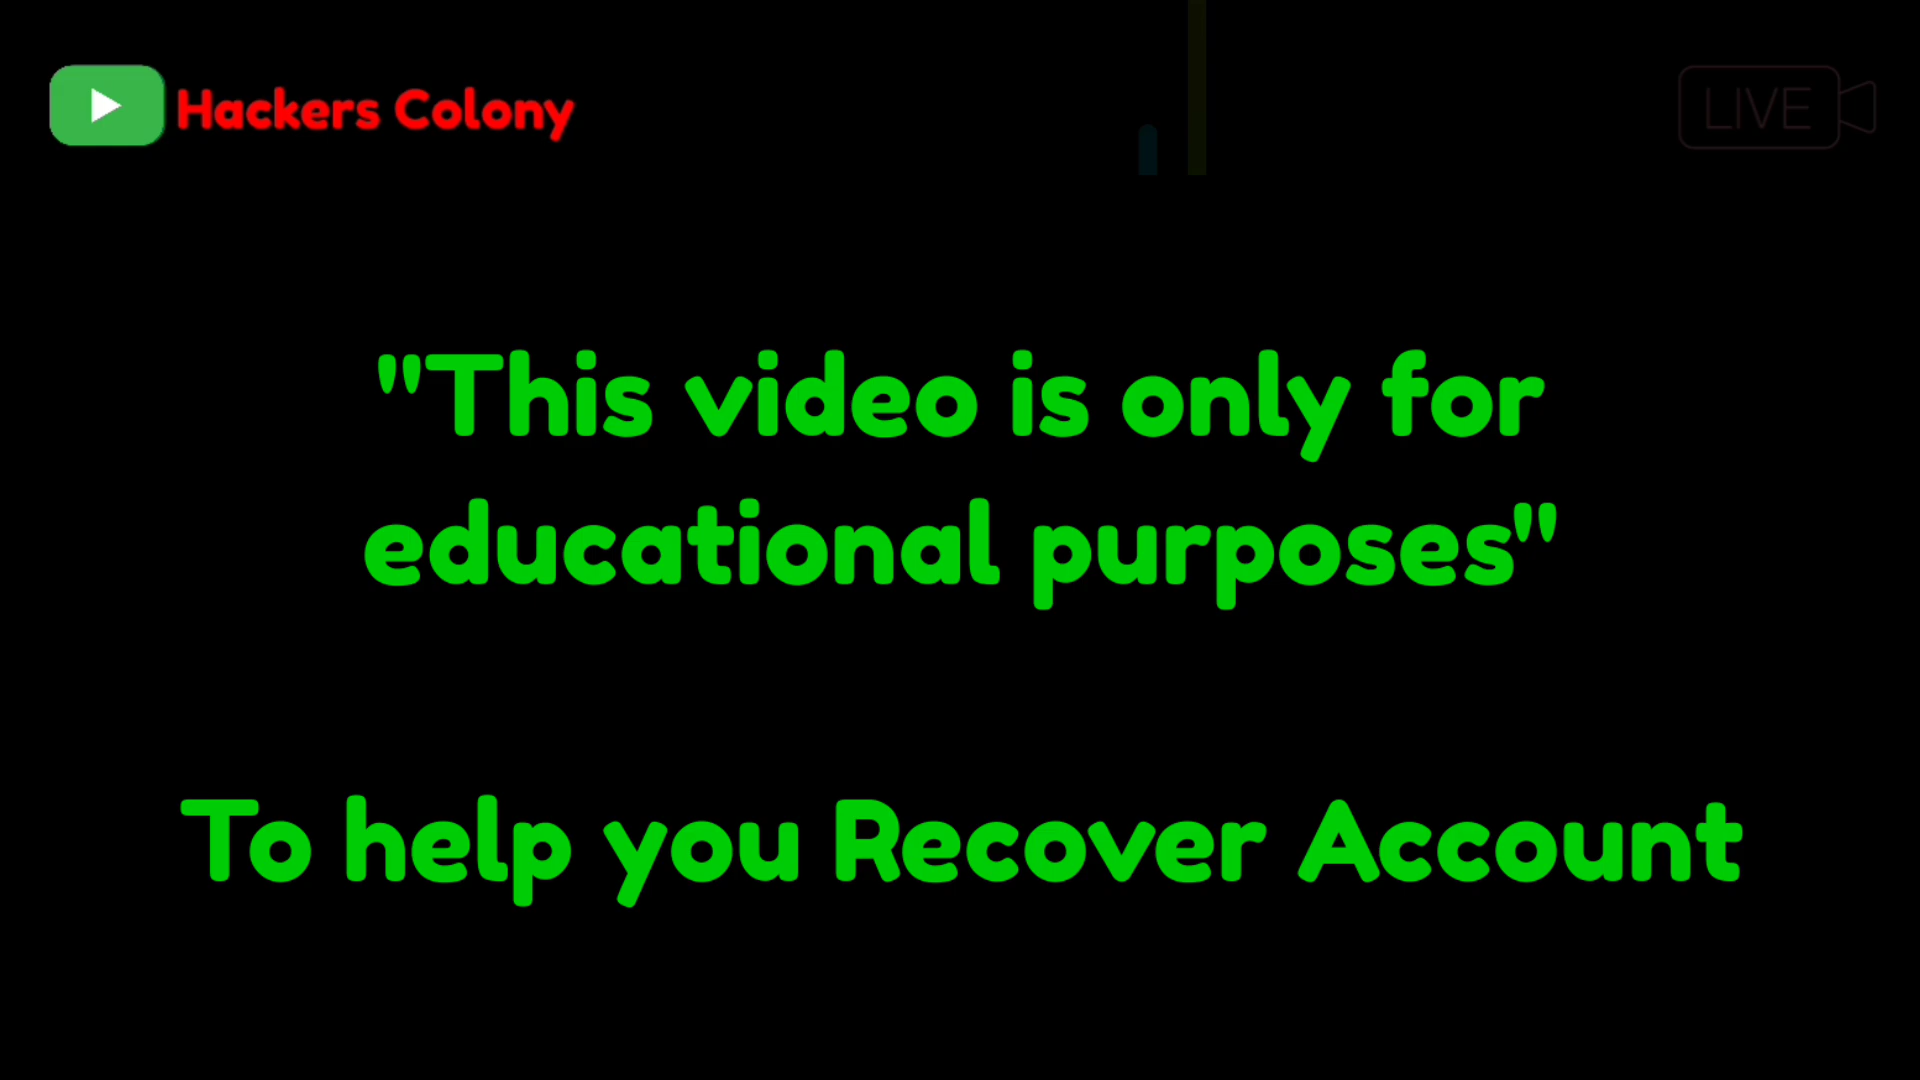 Hackers Colony
LIVE
"This video is only for
educational purposes"
To help you Recover Account